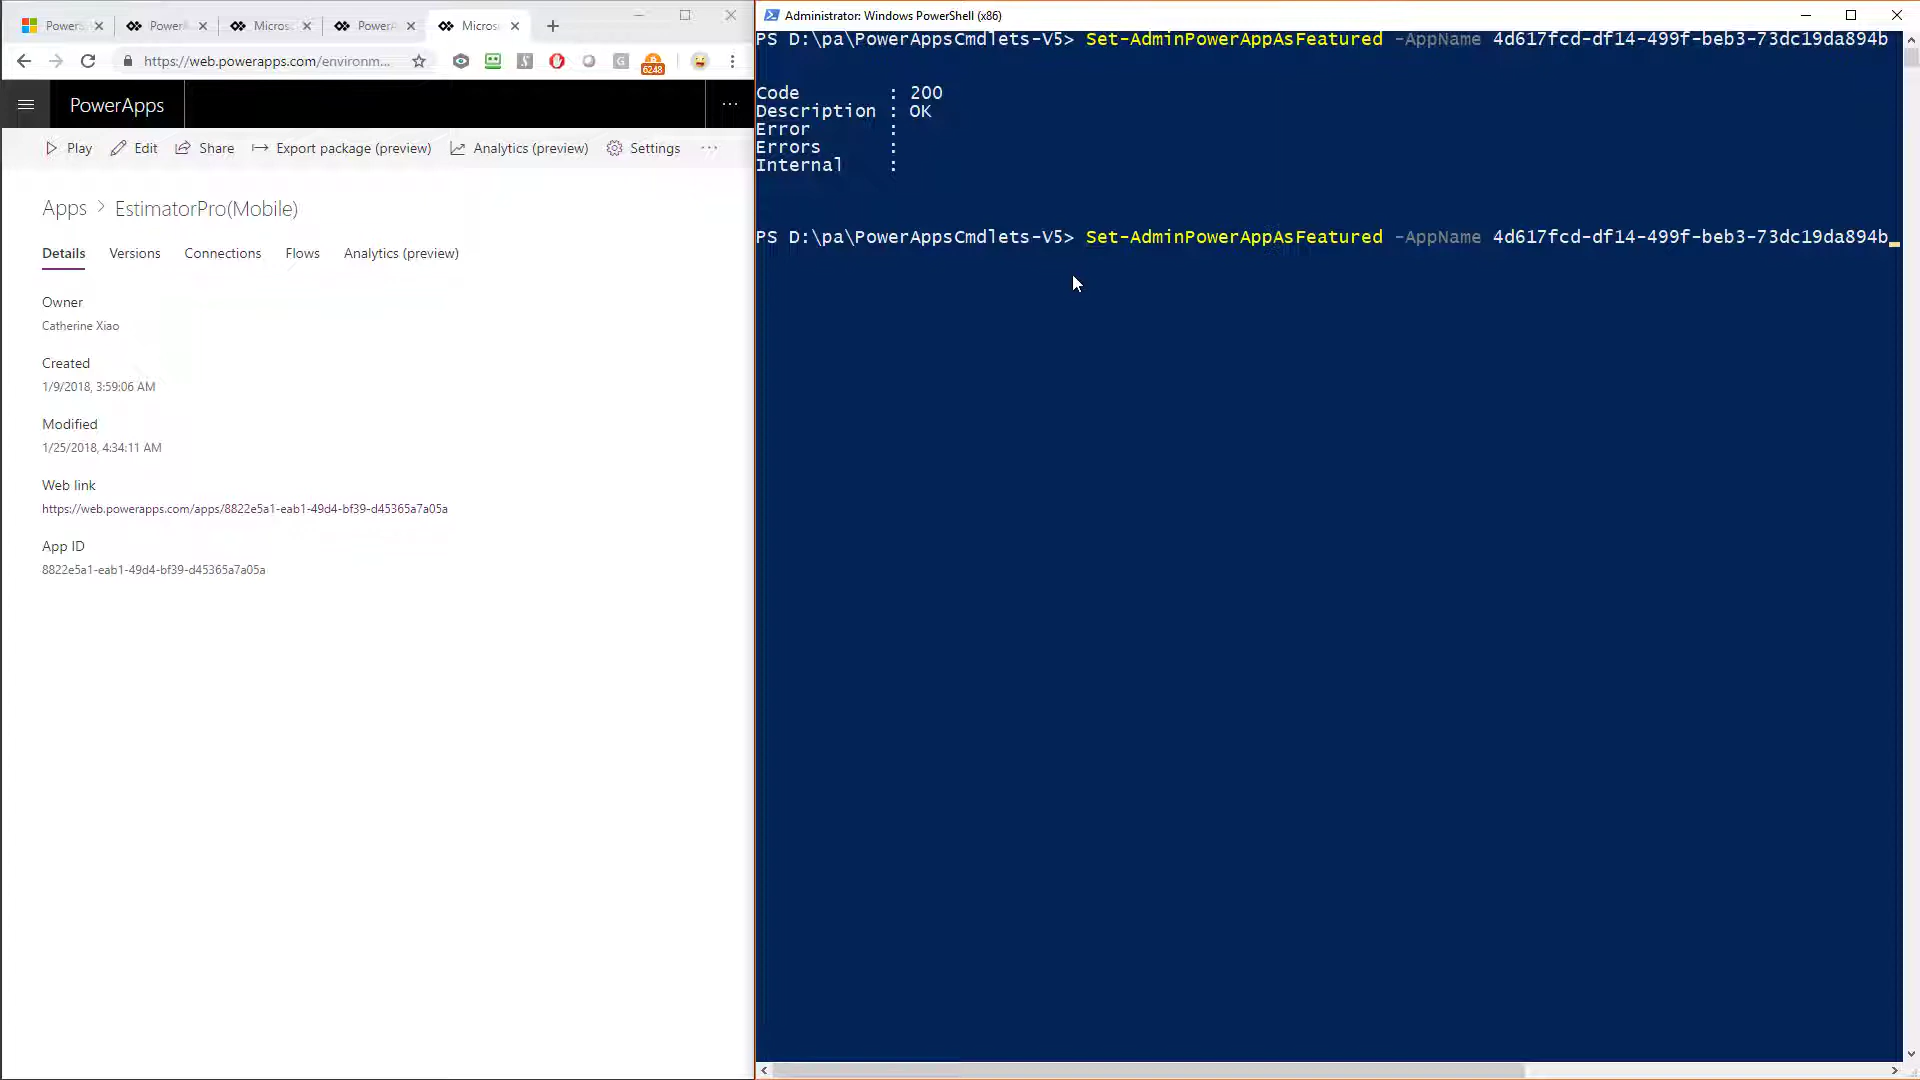 Power
Power
Micros
Power
Micros
https://web.powerapps.com/environm...
6248
PowerApps
Play
Edit
Share
Export package (preview)
Analytics (preview)
Settings
Apps > EstimatorPro(Mobile)
Details
Versions
Connections
Flows
Analytics (preview)
Owner
Catherine Xiao
Created
1/9/2018, 3:59:06 AM
Modified
1/25/2018, 4:34:11 AM
Web link
https://web.powerapps.com/apps/8822e5a1-eab1-49d4-bf39-d45365a7a05a
App ID
8822e5a1-eab1-49d4-bf39-d45365a7a05a
Administrator: Windows PowerShell (x86)
PS D:\pa\PowerAppsCmdlets-V5> Set-AdminPowerAppAsFeatured -AppName 4d617fcd-df14-499f-beb3-73dc19da894b
Code : 200
Description : OK
Error :
Errors :
Internal :
PS D:\pa\PowerAppsCmdlets-V5> Set-AdminPowerAppAsFeatured -AppName 4d617fcd-df14-499f-beb3-73dc19da894b_